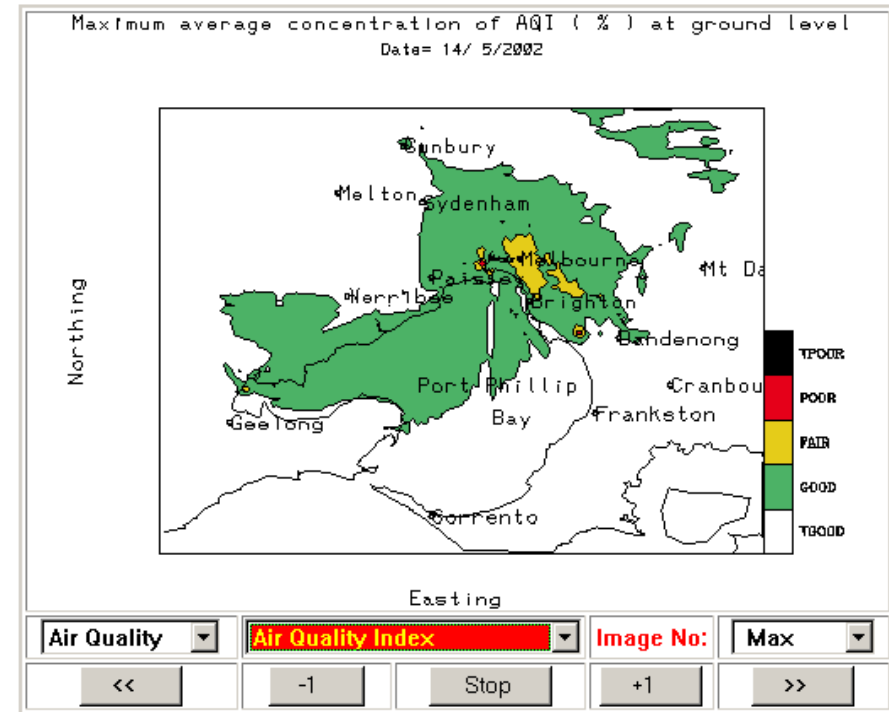 Maximum average concentration of AQI ( % ) at ground level
Date= 14/ 5/2002
Sunbury
Melton
Sydenham
Melbourne
Mt Da
Paisley
Werribee
Brighton
Dandenong
Northing
Port Phillip
Bay
Cranbou
Frankston
Geelong
Sorrento
TPOOR
POOR
FAIR
GOOD
TGOOD
Easting
Air Quality
Air Quality Index
Image No:
Max
<<
-1
Stop
+1
>>